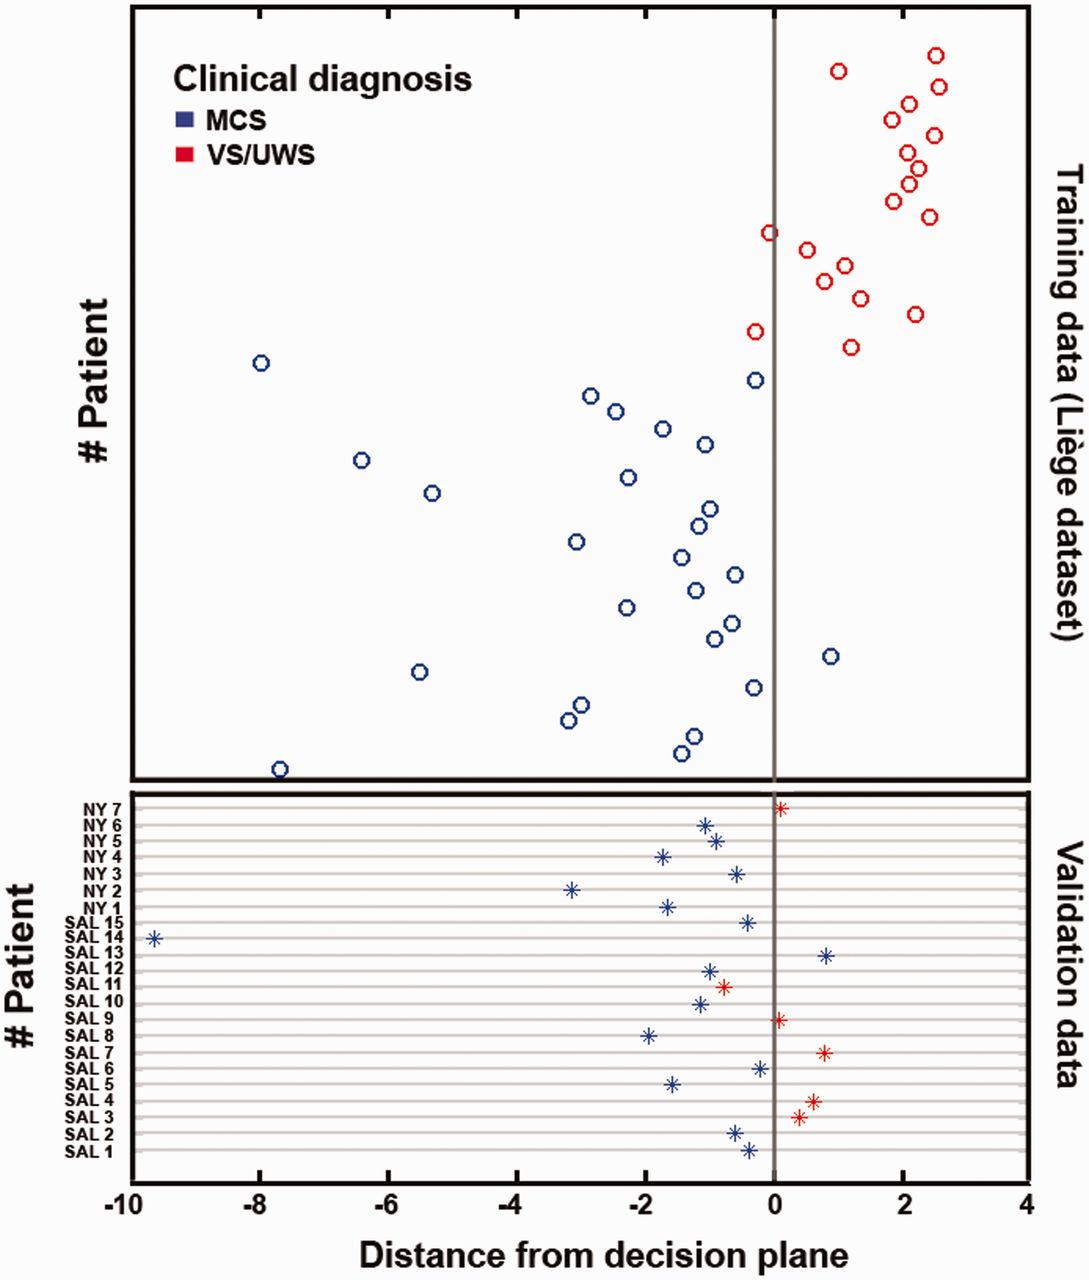 Clinical diagnosis
MCS
VS/UWS
# Patient
Training data (Liège dataset)
NY 7
NY 6
NY 5
NY 4
NY 3
NY 2
NY 1
SAL 15
SAL 14
SAL 13
SAL 12
SAL 11
SAL 10
SAL 9
SAL 8
SAL 7
SAL 6
SAL 5
SAL 4
SAL 3
SAL 2
SAL 1
# Patient
Validation data
-10 -8 -6 -4 -2 0 2 4
Distance from decision plane